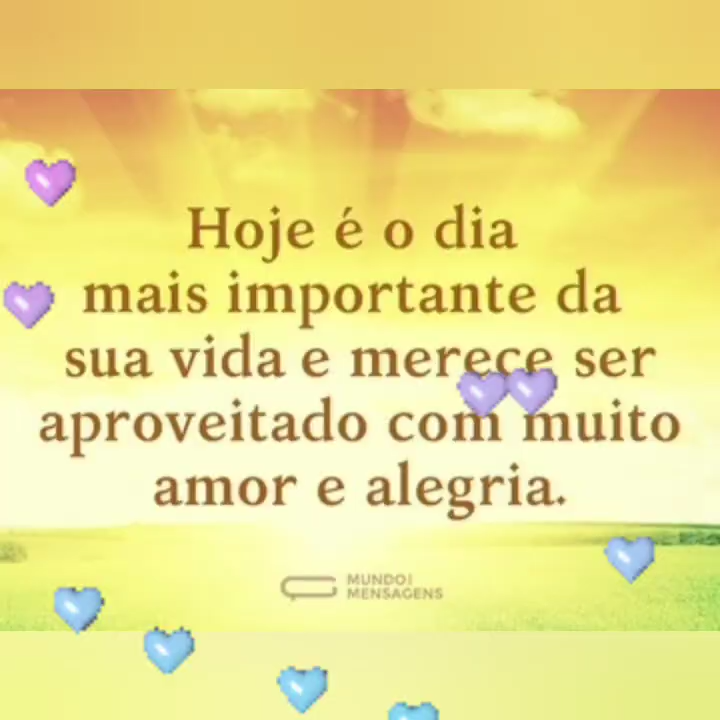 Hoje é o dia
mais importante da
sua vida e merece ser
aproveitado com muito
amor e alegria.
MUNDO
MENSAGENS